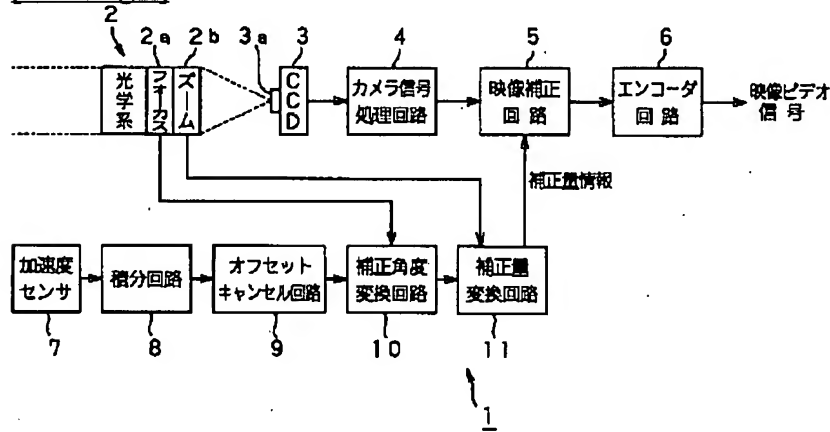 2
2a
2b
3a
3
4
5
6
光学系
フォーカス
ズーム
CCD
カメラ信号
処理回路
映像補正
回路
エンコーダ
回路
映像ビデオ
信号
補正量情報
加速度
センサ
積分回路
オフセット
キャンセル回路
補正角度
変換回路
補正量
変換回路
7
8
9
10
11
1